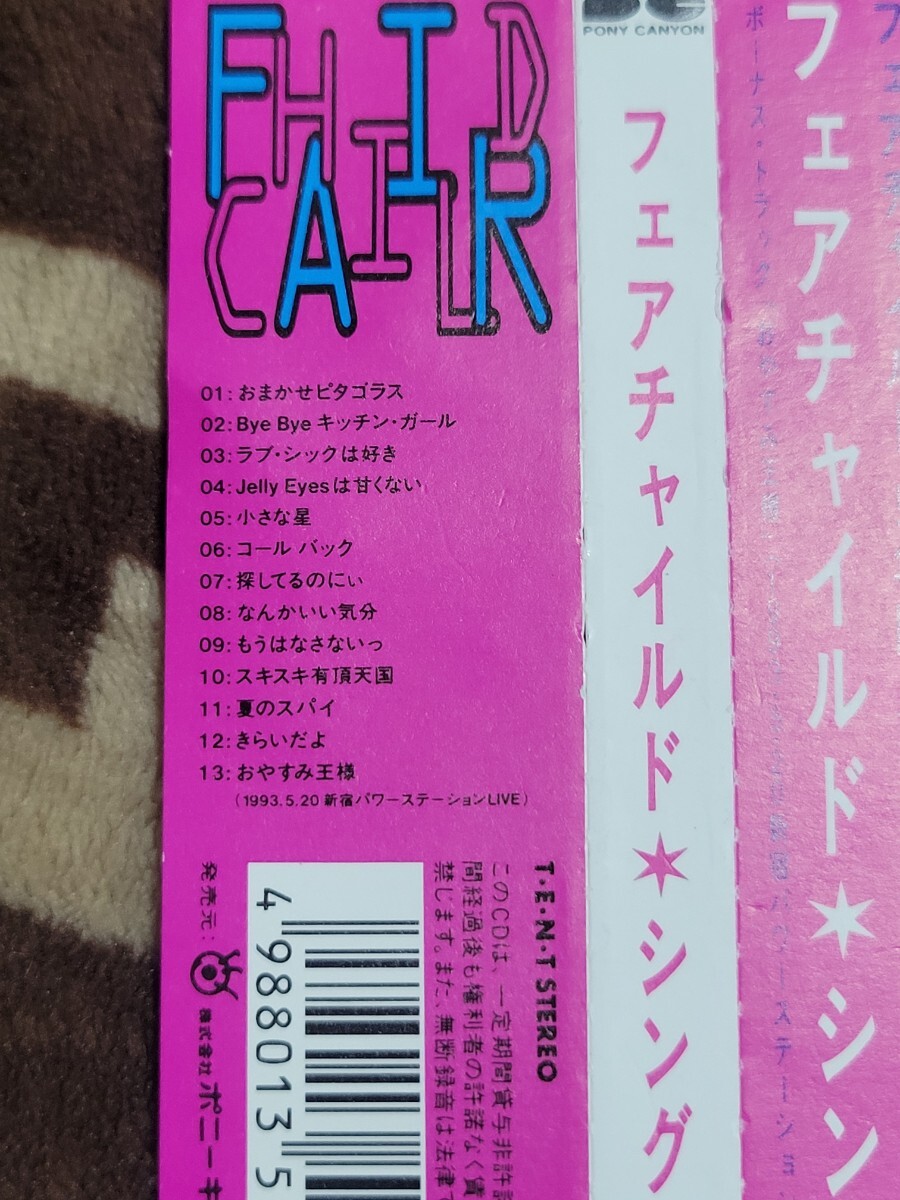 FAIRCHILD
01:おまかせピタゴラス
02:Bye Bye キッチン・ガール
03:ラブ・シックは好き
04:Jelly Eyesは甘くない
05:小さな星
06:コール バック
07:探してるのにぃ
08:なんかいい気分
09:もうはなさないっ
10:スキスキ有頂天国
11:夏のスパイ
12:きらいだよ
13:おやすみ王様
(1993.5.20 新宿パワーステーションLIVE)
発売元:
株式会社 ポニーキ
4 988013 5
T・E・N・T STEREO
このCDは、一定期間貸与非許諾
間経過後も権利者の許諾なく賃
禁じます。また、無断録音は法律で
PONY CANYON
フェアチャイルド✶シング
フェアチャイルド✶シン
ボーナス・トラック